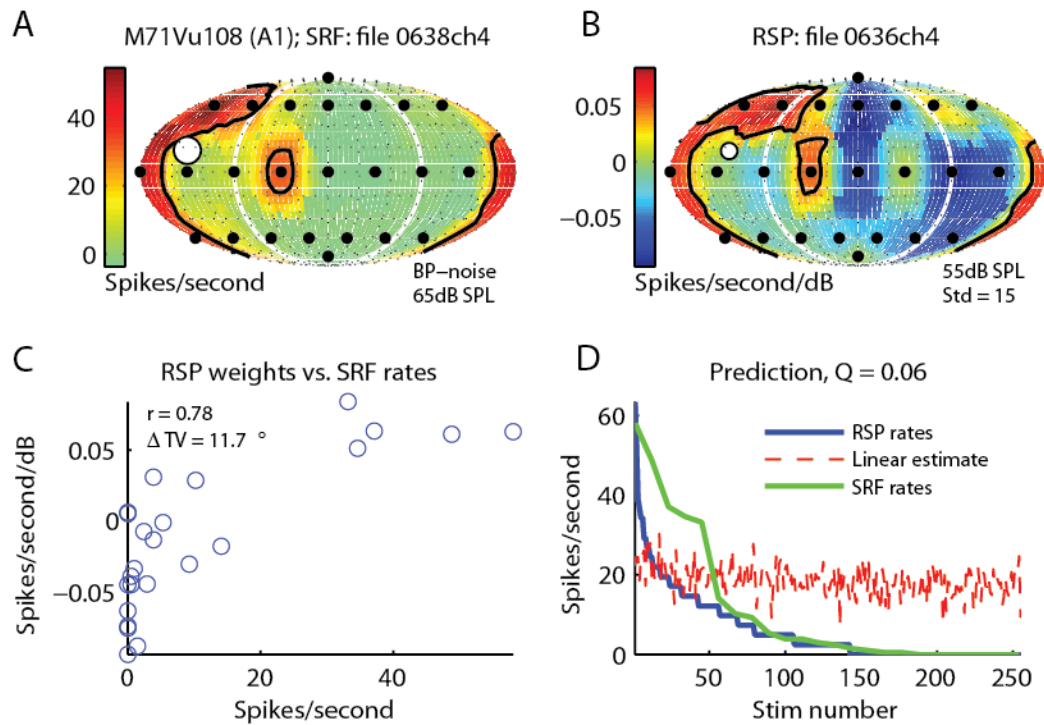 A
M71Vu108 (A1); SRF: file 0638ch4
40
20
0
Spikes/second
BP−noise
65dB SPL
B
RSP: file 0636ch4
0.05
0
−0.05
Spikes/second/dB
55dB SPL
Std = 15
C
RSP weights vs. SRF rates
r = 0.78
Δ TV = 11.7 °
0.05
0
−0.05
Spikes/second/dB
0
20
40
Spikes/second
D
Prediction, Q = 0.06
RSP rates
Linear estimate
SRF rates
60
40
20
0
Spikes/second
50
100
150
200
250
Stim number